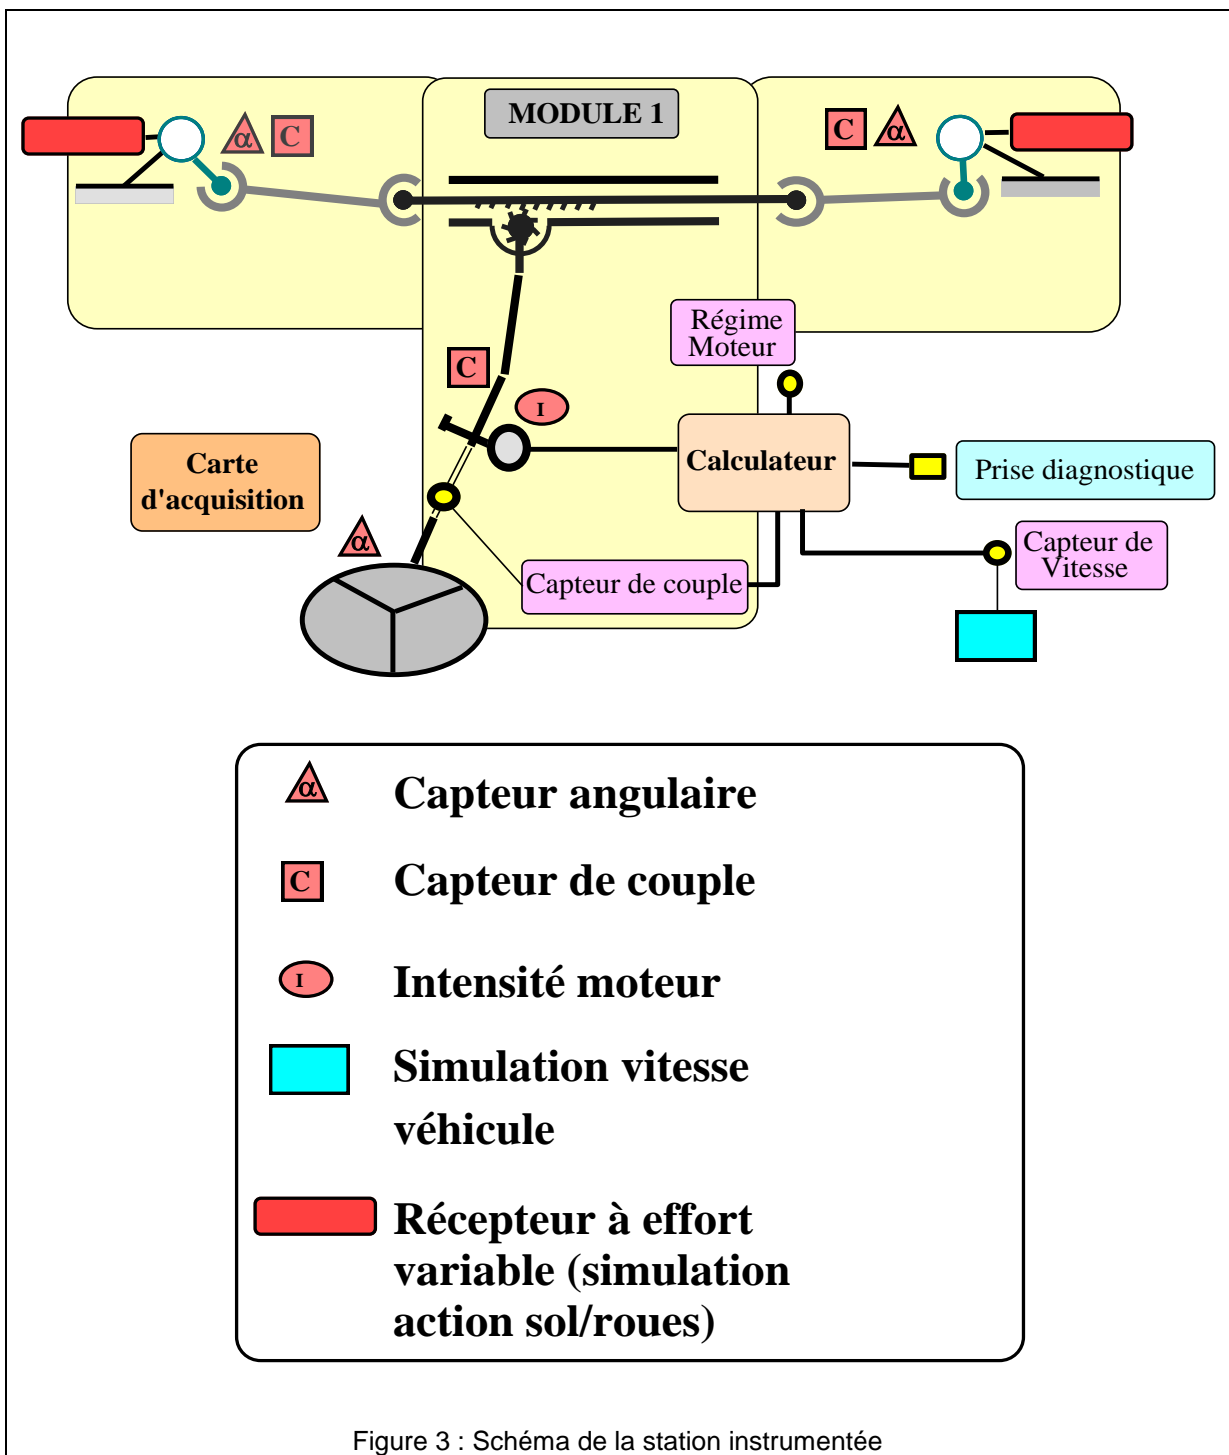 MODULE 1
α C
C α
Régime
Moteur
C
I
Carte
d'acquisition
Calculateur
Prise diagnostique
α
Capteur de couple
Capteur de
Vitesse
α Capteur angulaire
C Capteur de couple
I Intensité moteur
Simulation vitesse
véhicule
Récepteur à effort
variable (simulation
action sol/roues)
Figure 3 : Schéma de la station instrumentée